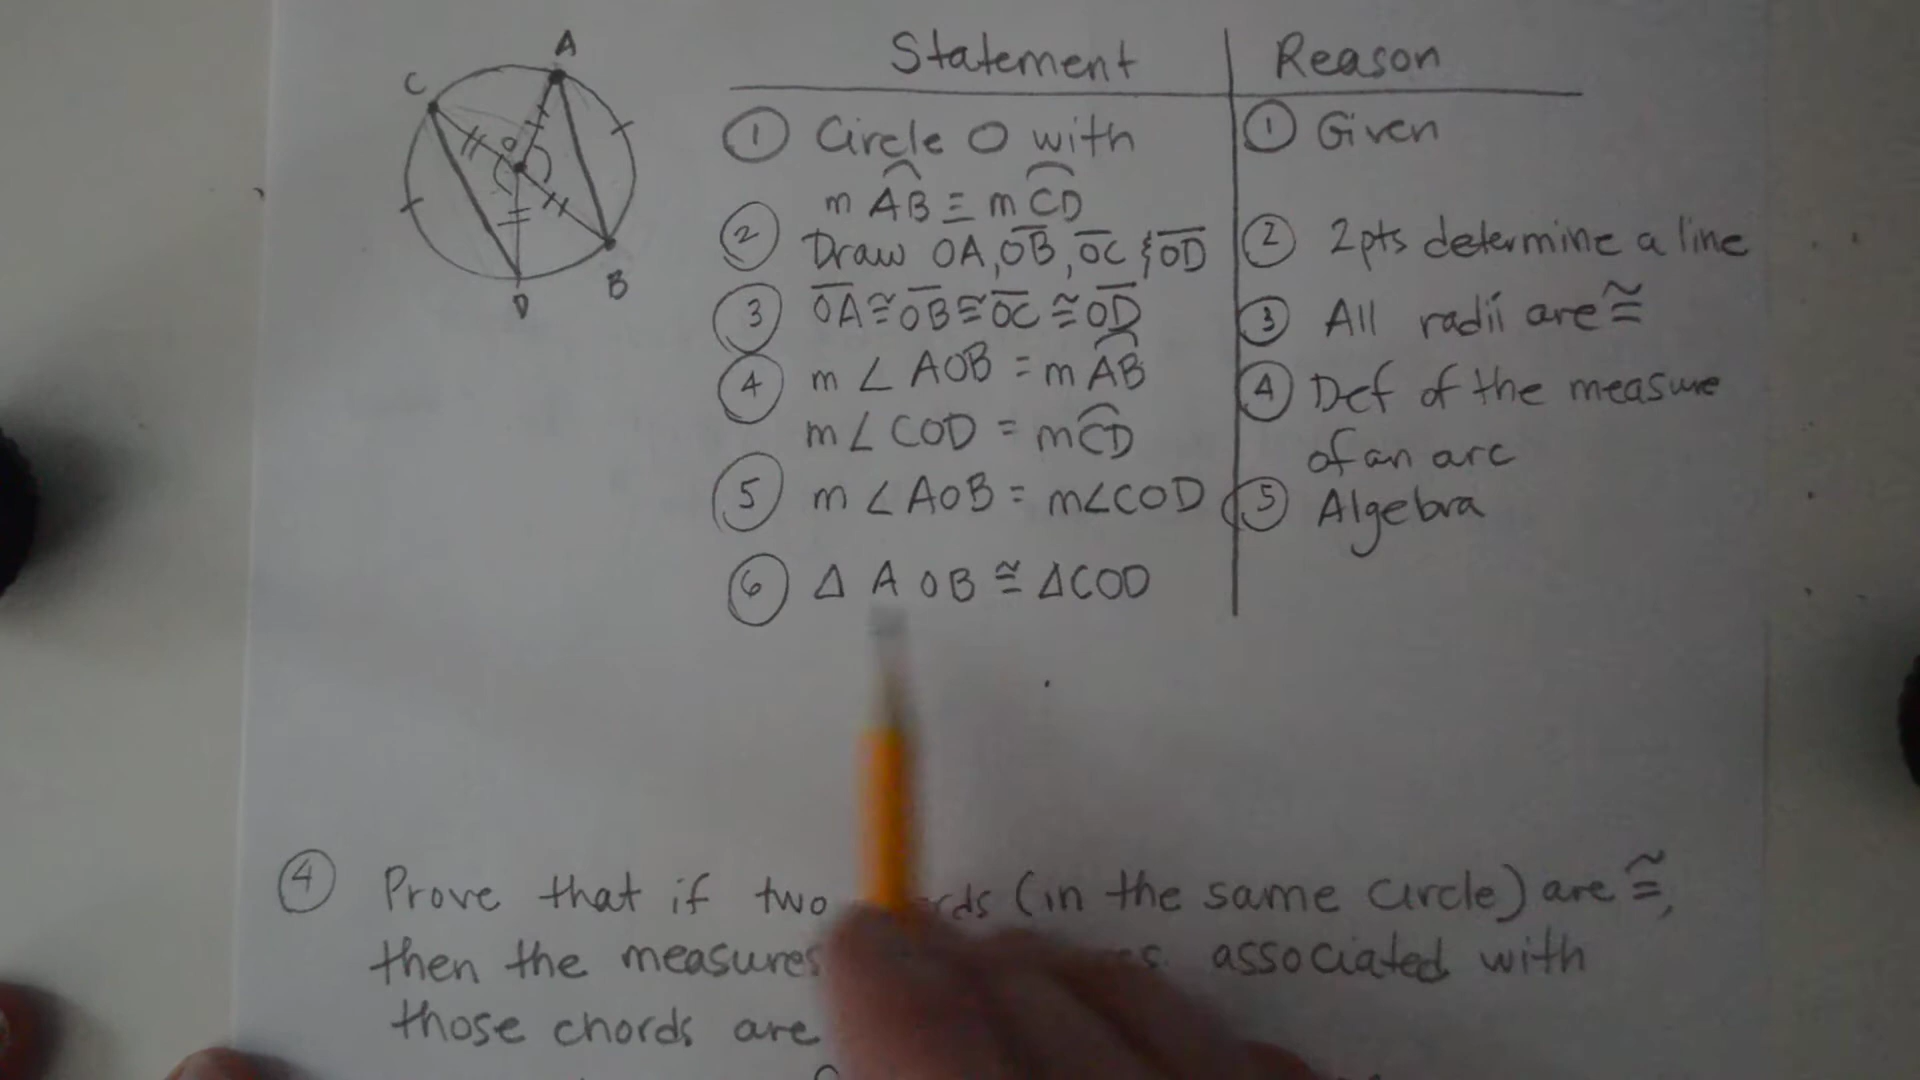 Statement Reason
① Circle O with ① Given
m AB ≅ m CD
② Draw OA, OB, OC & OD ② 2pts determine a line
③ OA ≅ OB ≅ OC ≅ OD ③ All radii are ≅
④ m∠AOB = mAB ④ Def of the measure
m∠COD = mCD of an arc
⑤ m∠AOB = m∠COD ⑤ Algebra
⑥ △AOB ≅ △COD
A
C
O
D
B
④ Prove that if two (in the same circle) are ≅,
then the measures associated with
those chords are